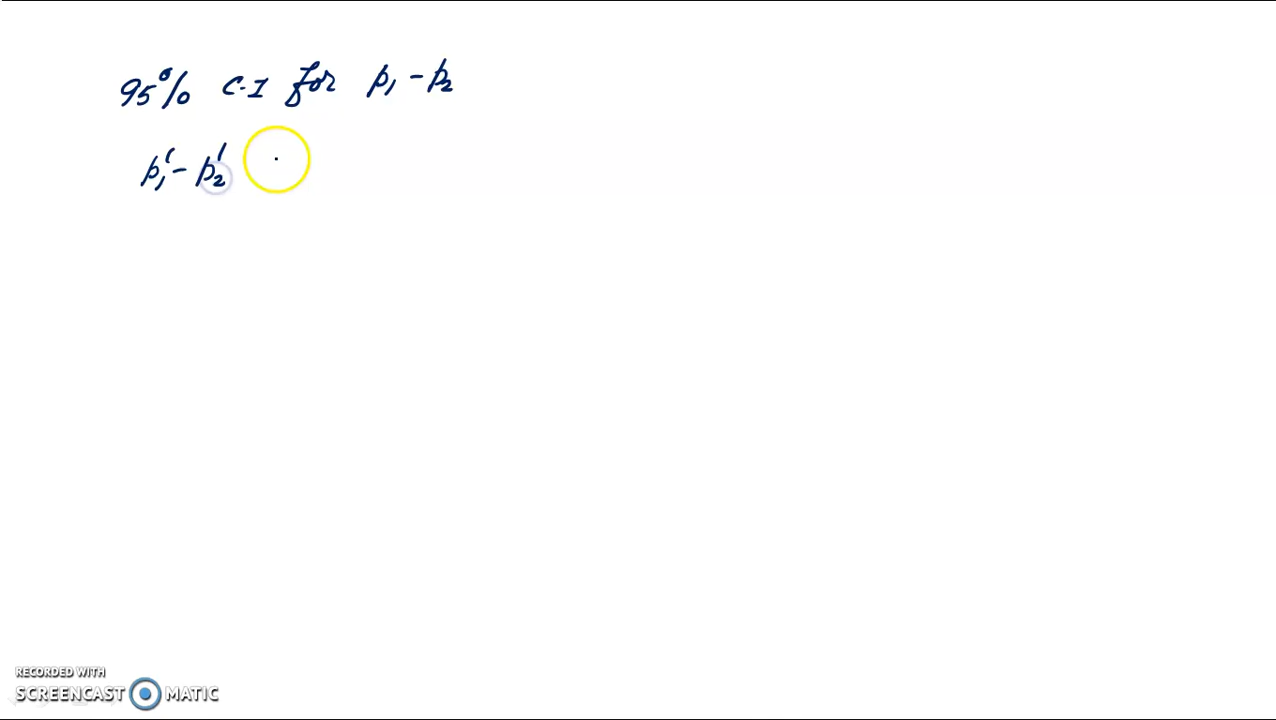 95% C.I for p₁ - p₂
p₁' - p₂'
RECORDED WITH
SCREENCAST MATIC